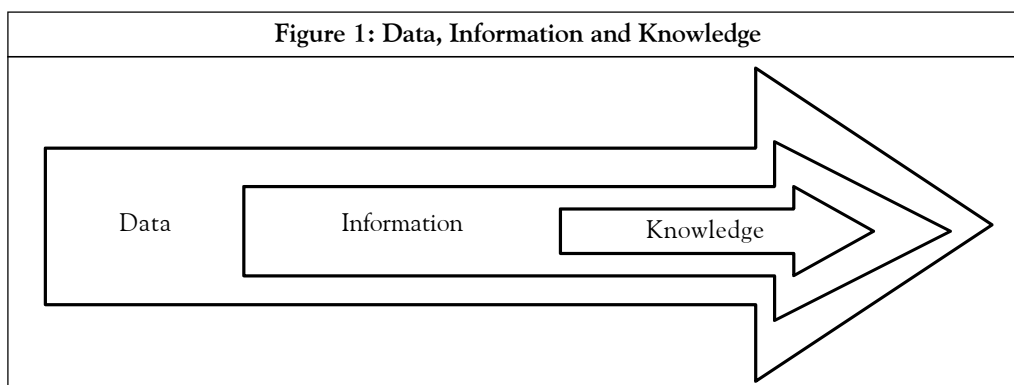 Figure 1: Data, Information and Knowledge
Data
Information
Knowledge